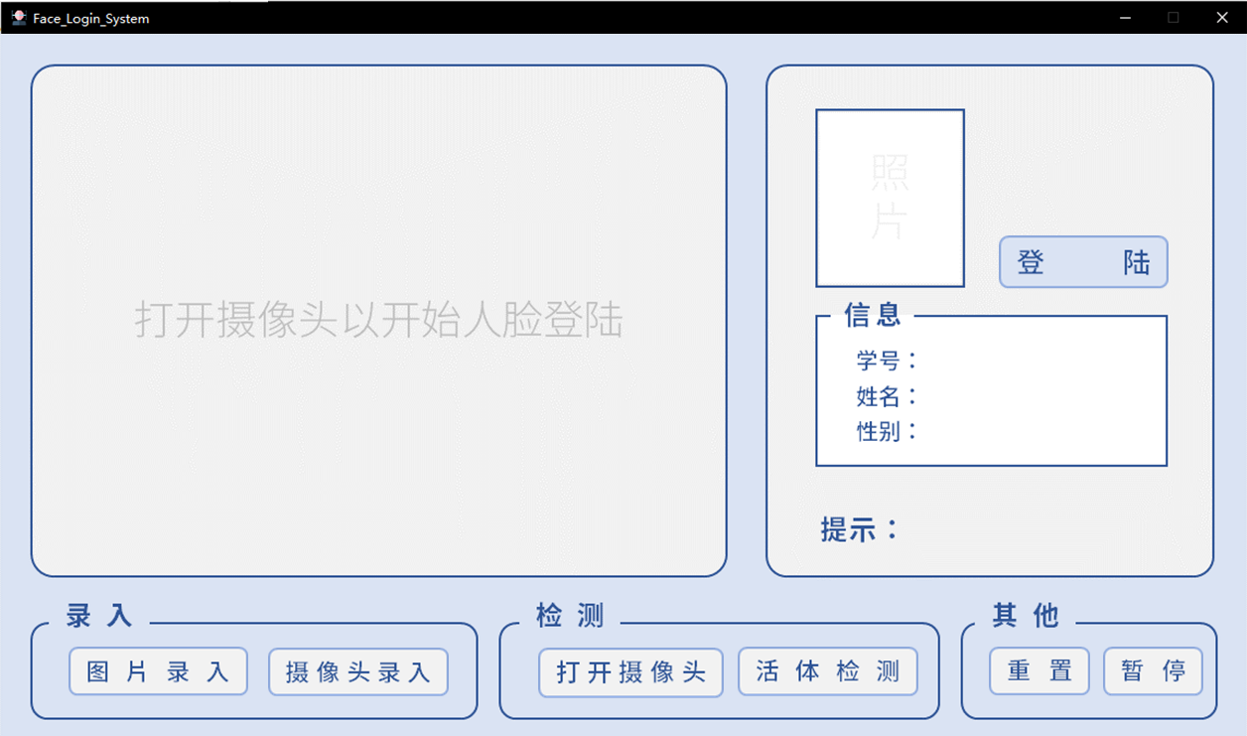 Face_Login_System
打开摄像头以开始人脸登陆
照
片
登 陆
信息
学号：
姓名：
性别：
提示：
录 入
图 片 录 入
摄像头录入
检 测
打开摄像头
活 体 检 测
其 他
重 置
暂 停